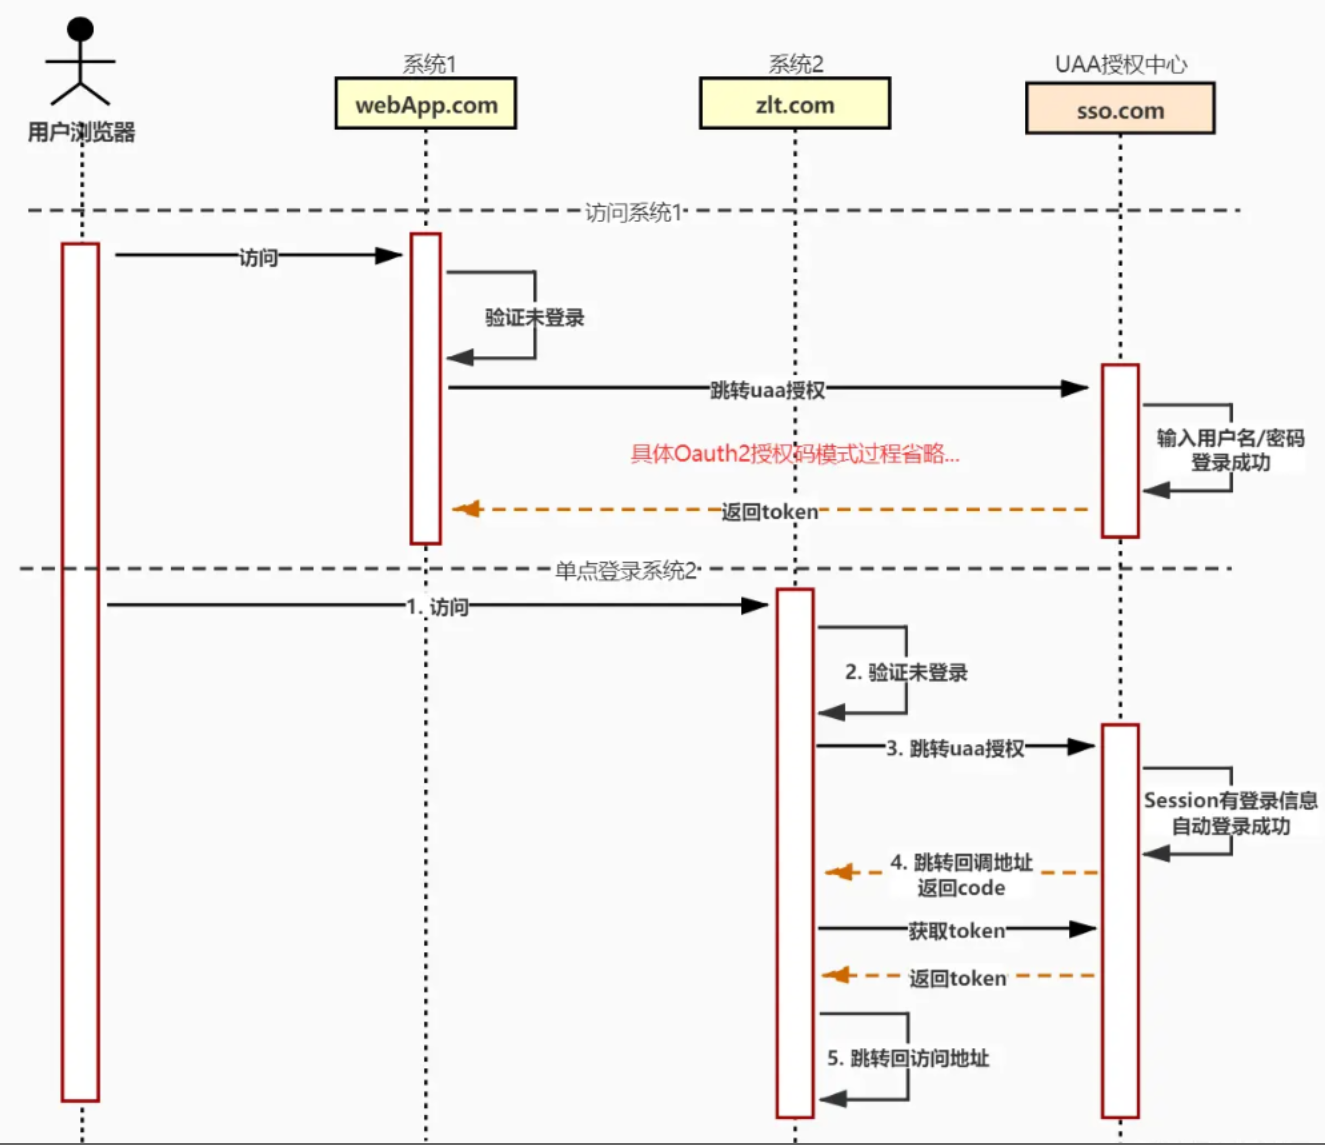 系统1
系统2
UAA授权中心
webApp.com
zlt.com
sso.com
用户浏览器
访问系统1
访问
验证未登录
跳转uaa授权
输入用户名/密码
登录成功
具体Oauth2授权码模式过程省略...
返回token
单点登录系统2
1. 访问
2. 验证未登录
3. 跳转uaa授权
Session有登录信息
自动登录成功
4. 跳转回调地址
返回code
获取token
返回token
5. 跳转回访问地址